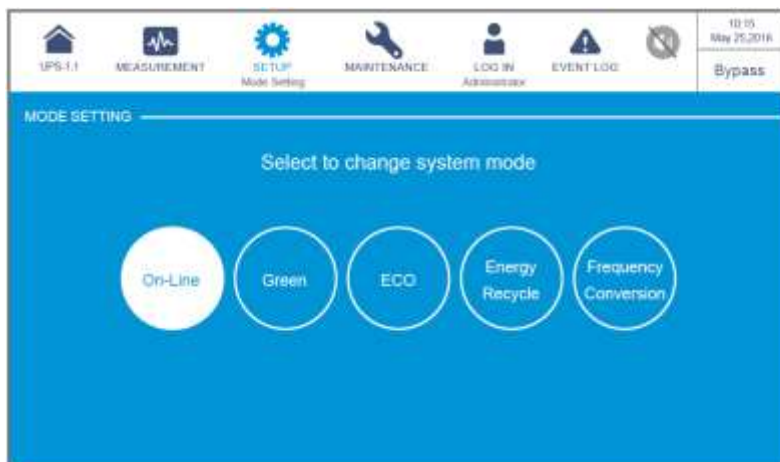 10:15
May 25,2016
UPS-1.1
MEASUREMENT
SETUP
Mode Setting
MAINTENANCE
LOG IN
Administrator
EVENT LOG
Bypass
MODE SETTING
Select to change system mode
On-Line
Green
ECO
Energy
Recycle
Frequency
Conversion